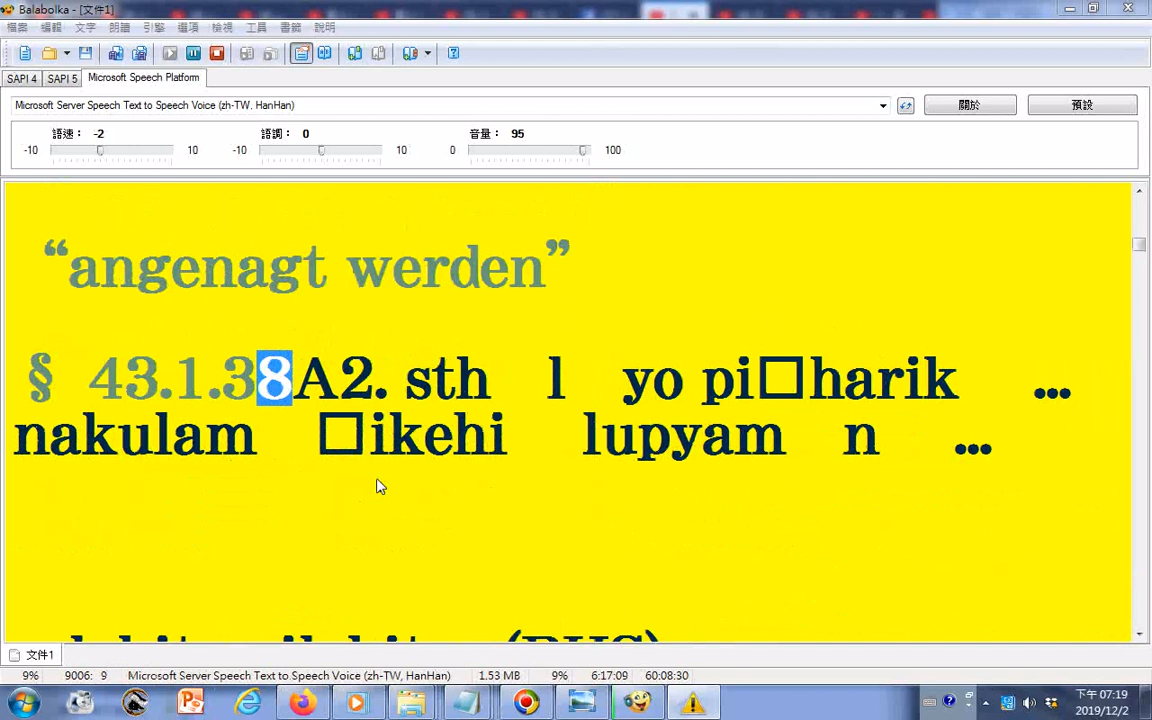 Balabolka - [文件1]
檔案 編輯 文字 朗讀 引擎 選項 檢視 工具 書籤 說明
SAPI 4 SAPI 5 Microsoft Speech Platform
Microsoft Server Speech Text to Speech Voice (zh-TW, HanHan) 關於 預設
語速： -2 語調： 0 音量： 95
-10 10 -10 10 0 100
“angenagt werden”
§ 43.1.38A2. sth l yo pi□harik ...
nakulam □ikehi lupyam n ...
文件1
9% 9006: 9 Microsoft Server Speech Text to Speech Voice (zh-TW, HanHan) 1.53 MB 9% 6:17:09 60:08:30
下午 07:19
2019/12/2